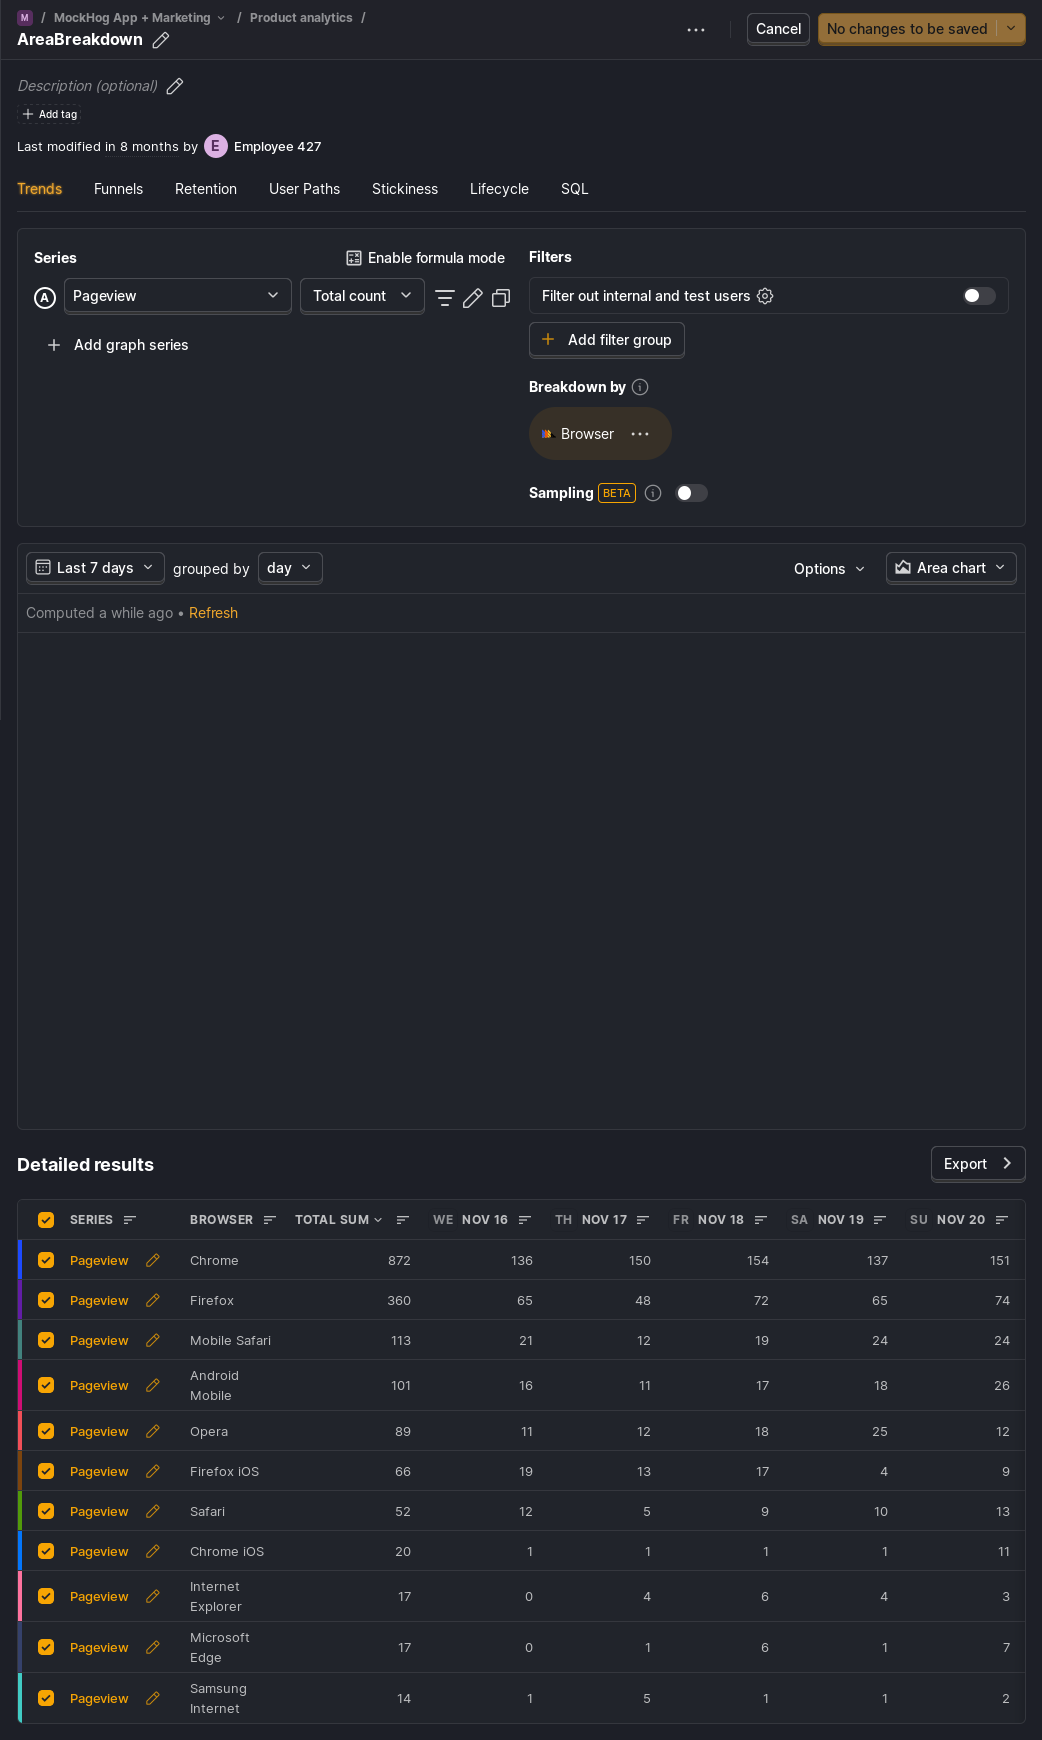 M / MockHog App + Marketing / Product analytics /
AreaBreakdown
Cancel
No changes to be saved
Description (optional)
Add tag
Last modified in 8 months by E Employee 427
Trends Funnels Retention User Paths Stickiness Lifecycle SQL
Series
Enable formula mode
A Pageview Total count
Add graph series
Filters
Filter out internal and test users
Add filter group
Breakdown by
Browser
Sampling BETA
Last 7 days grouped by day Options Area chart
Computed a while ago • Refresh
Detailed results
Export
SERIES BROWSER TOTAL SUM WE NOV 16 TH NOV 17 FR NOV 18 SA NOV 19 SU NOV 20
Pageview Chrome 872 136 150 154 137 151
Pageview Firefox 360 65 48 72 65 74
Pageview Mobile Safari 113 21 12 19 24 24
Pageview Android
Mobile 101 16 11 17 18 26
Pageview Opera 89 11 12 18 25 12
Pageview Firefox iOS 66 19 13 17 4 9
Pageview Safari 52 12 5 9 10 13
Pageview Chrome iOS 20 1 1 1 1 11
Pageview Internet
Explorer 17 0 4 6 4 3
Pageview Microsoft
Edge 17 0 1 6 1 7
Pageview Samsung
Internet 14 1 5 1 1 2